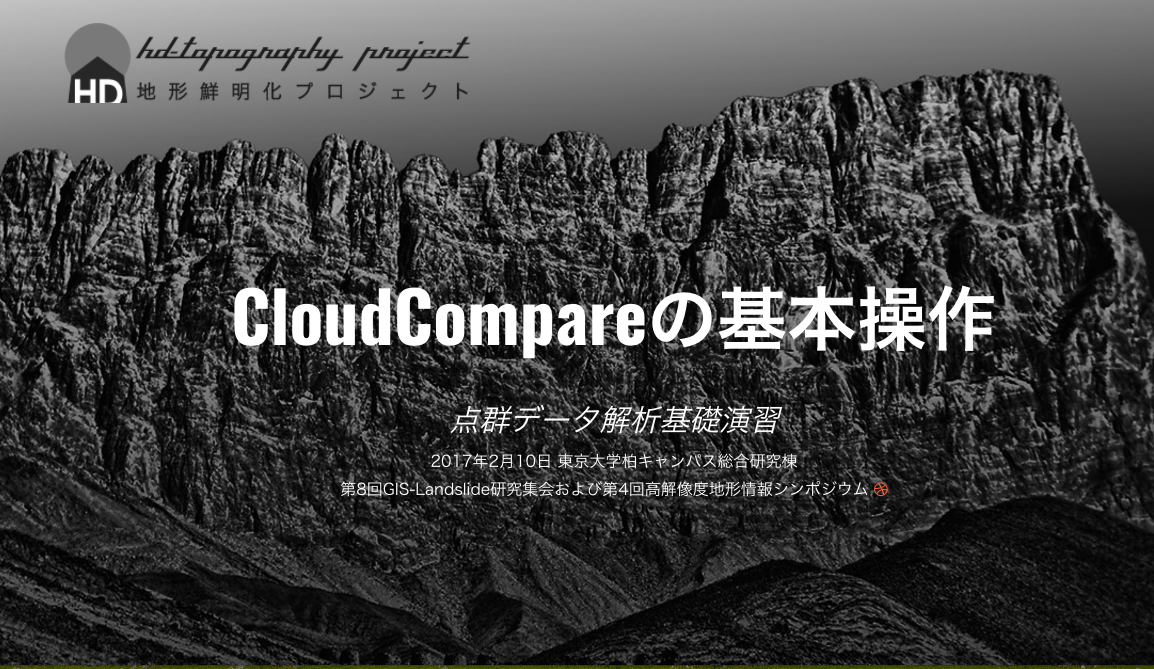 hd-topography project
HD
地形鮮明化プロジェクト
CloudCompareの基本操作
点群データ解析基礎演習
2017年2月10日 東京大学柏キャンパス総合研究棟
第8回GIS-Landslide研究集会および第4回高解像度地形情報シンポジウム